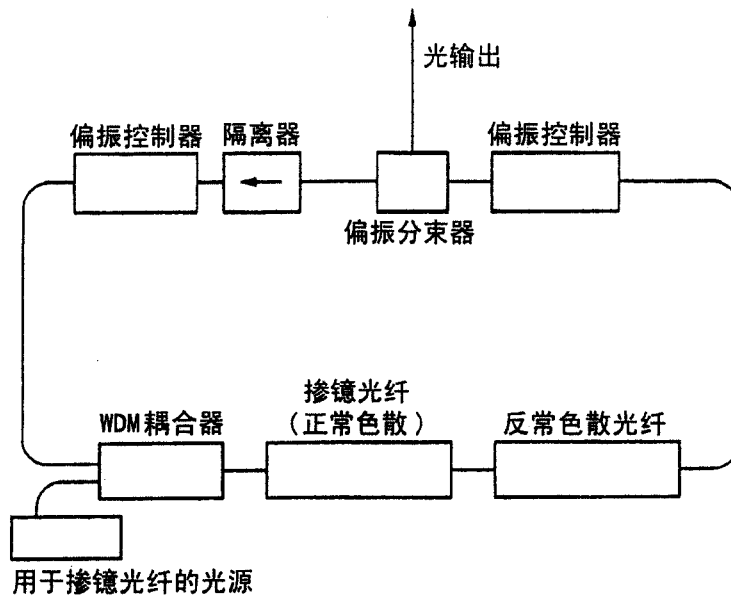 光输出
偏振控制器
隔离器
偏振控制器
偏振分束器
掺镱光纤
(正常色散)
WDM耦合器
反常色散光纤
用于掺镱光纤的光源